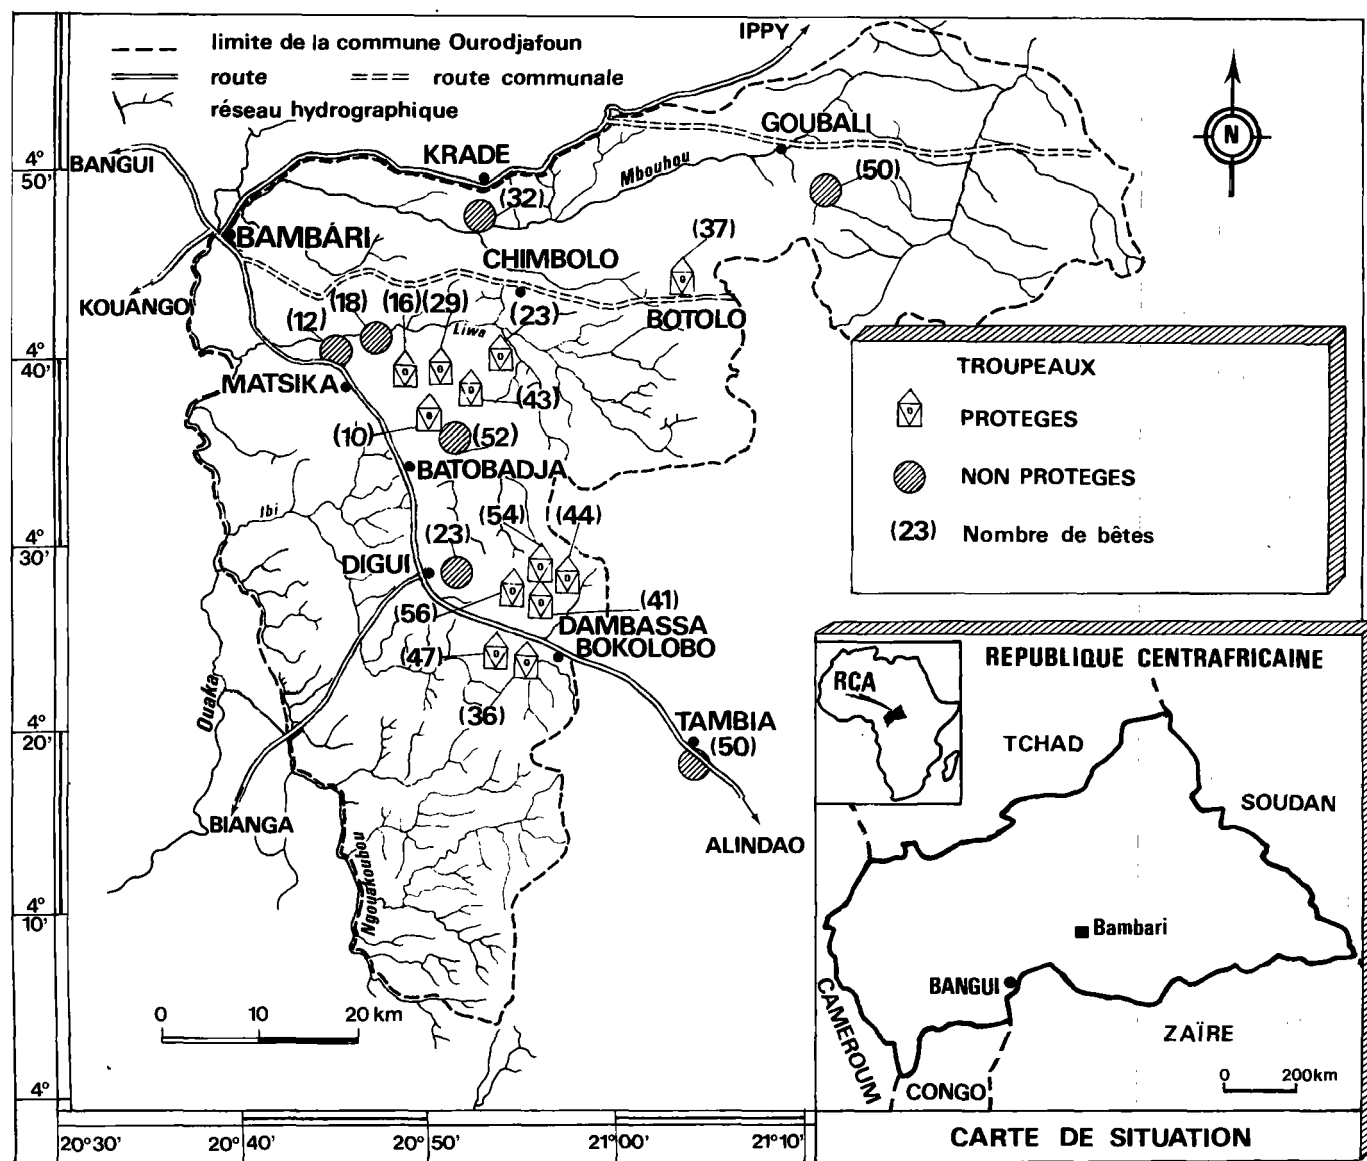 limite de la commune Ourodjafoun
route
route communale
réseau hydrographique
IPPY
GOUBALI
KRADE
BANGUI
Mbouhou
(50)
(32)
(37)
BAMBARI
CHIMBOLO
KOUANGO
(18)
(16)
(29)
(12)
Liwa
(23)
BOTOLO
MATSIKA
(43)
(10)
(52)
BATOBADJA
Ibi
(54)
(44)
(23)
DIGUI
(56)
(41)
DAMBASSA
BOKOLOBO
(47)
(36)
Ouaka
TAMBIA
(50)
BIANGA
ALINDAO
Ngouakoubou
0 10 20 km
4°
50'
4°
40'
4°
30'
4°
20'
4°
10'
4°
20°30' 20°40' 20°50' 21°00' 21°10'
N
TROUPEAUX
PROTEGES
NON PROTEGES
(23) Nombre de bêtes
REPUBLIQUE CENTRAFRICAINE
RCA
TCHAD
SOUDAN
Bambari
BANGUI
CAMEROUM
ZAÏRE
CONGO
0 200km
CARTE DE SITUATION